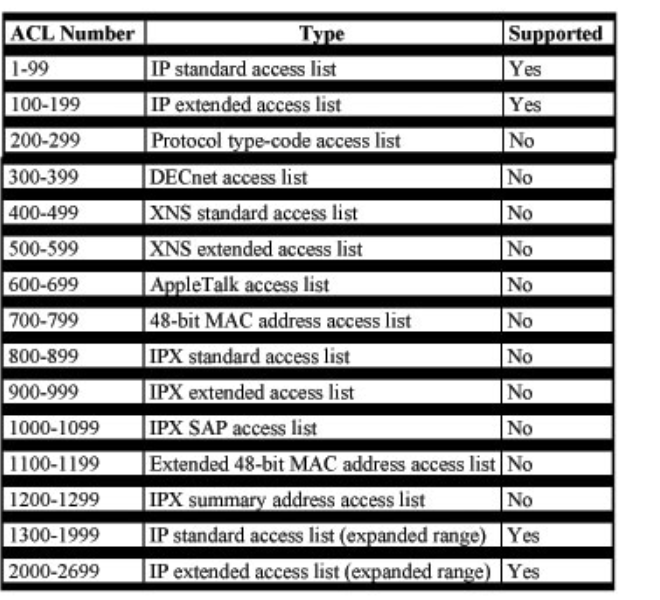 ACL Number Type Supported
1-99 IP standard access list Yes
100-199 IP extended access list Yes
200-299 Protocol type-code access list No
300-399 DECnet access list No
400-499 XNS standard access list No
500-599 XNS extended access list No
600-699 AppleTalk access list No
700-799 48-bit MAC address access list No
800-899 IPX standard access list No
900-999 IPX extended access list No
1000-1099 IPX SAP access list No
1100-1199 Extended 48-bit MAC address access list No
1200-1299 IPX summary address access list No
1300-1999 IP standard access list (expanded range) Yes
2000-2699 IP extended access list (expanded range) Yes